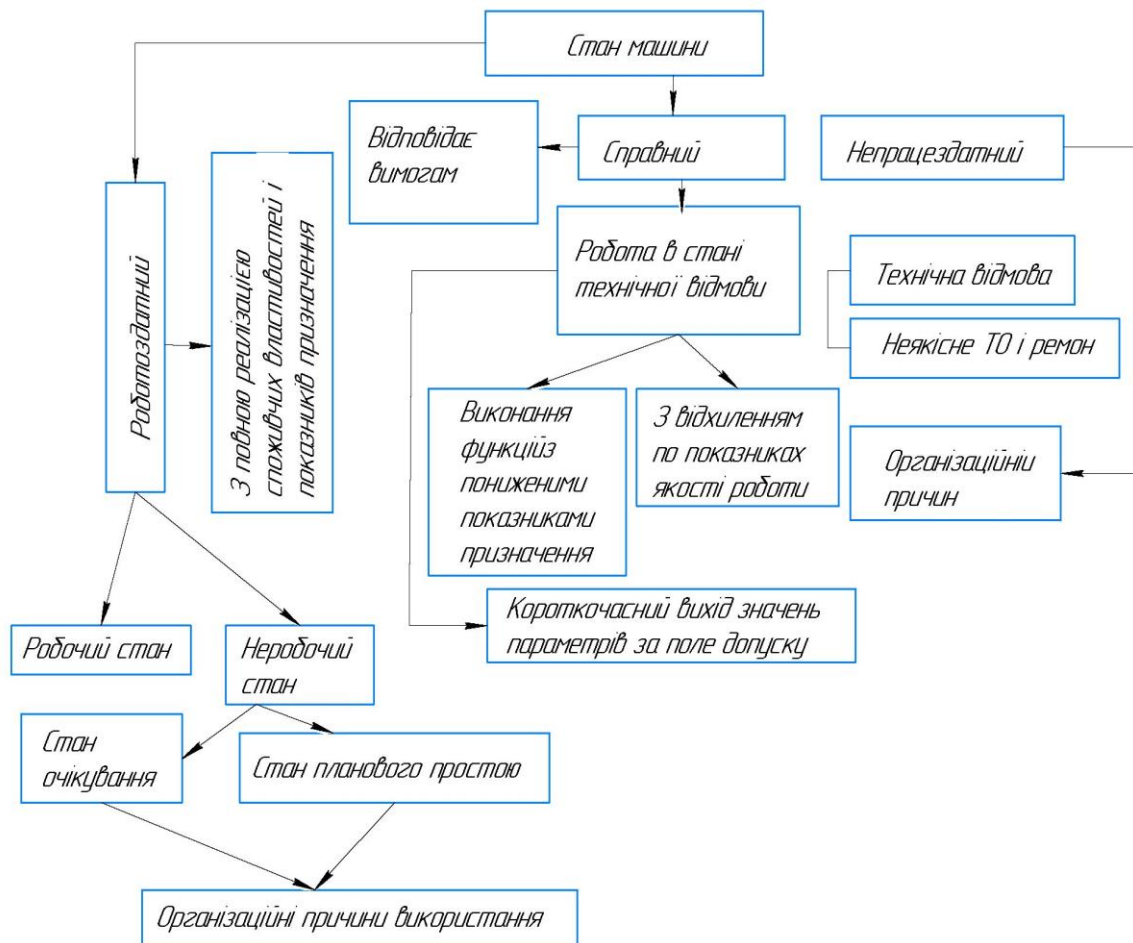 Стан машини
Відповідає
вимогам
Справний
Непрацездатний
Роботоздатний
З повною реалізацією
споживчих властивостей і
показників призначення
Робота в стані
технічної відмови
Технічна відмова
Неякісне ТО і ремон
Виконання
функційз
пониженими
показниками
призначення
З відхиленням
по показниках
якості роботи
Організаційній
причин
Короткочасний вихід значень
параметрів за поле допуску
Робочий стан
Неробочий
стан
Стан
очікування
Стан планового простою
Організаційні причини використання